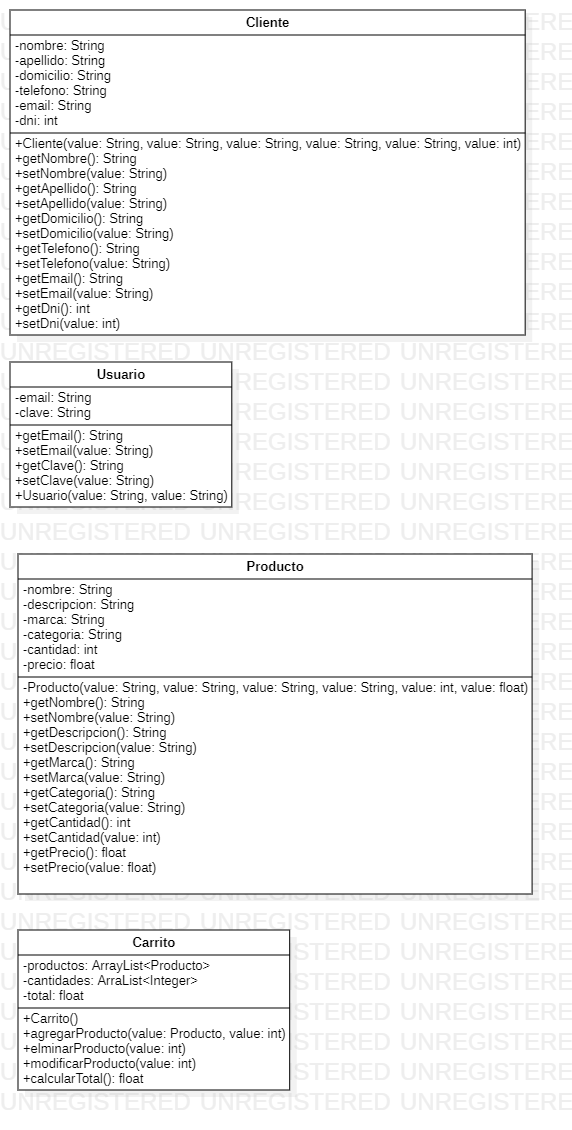 Cliente
-nombre: String
-apellido: String
-domicilio: String
-telefono: String
-email: String
-dni: int
+Cliente(value: String, value: String, value: String, value: String, value: String, value: int)
+getNombre(): String
+setNombre(value: String)
+getApellido(): String
+setApellido(value: String)
+getDomicilio(): String
+setDomicilio(value: String)
+getTelefono(): String
+setTelefono(value: String)
+getEmail(): String
+setEmail(value: String)
+getDni(): int
+setDni(value: int)
UNREGISTERED UNREGISTERED UNREGISTERE
Usuario
-email: String
-clave: String
+getEmail(): String
+setEmail(value: String)
+getClave(): String
+setClave(value: String)
+Usuario(value: String, value: String)
UNREGISTERED UNREGISTERED UNREGISTERE
Producto
-nombre: String
-descripcion: String
-marca: String
-categoria: String
-cantidad: int
-precio: float
-Producto(value: String, value: String, value: String, value: String, value: int, value: float)
+getNombre(): String
+setNombre(value: String)
+getDescripcion(): String
+setDescripcion(value: String)
+getMarca(): String
+setMarca(value: String)
+getCategoria(): String
+setCategoria(value: String)
+getCantidad(): int
+setCantidad(value: int)
+getPrecio(): float
+setPrecio(value: float)
UNREGISTERED UNREGISTERED UNREGISTERE
Carrito
-productos: ArrayList<Producto>
-cantidades: ArraList<Integer>
-total: float
+Carrito()
+agregarProducto(value: Producto, value: int)
+elminarProducto(value: int)
+modificarProducto(value: int)
+calcularTotal(): float
UNREGISTERED UNREGISTERED UNREGISTERE